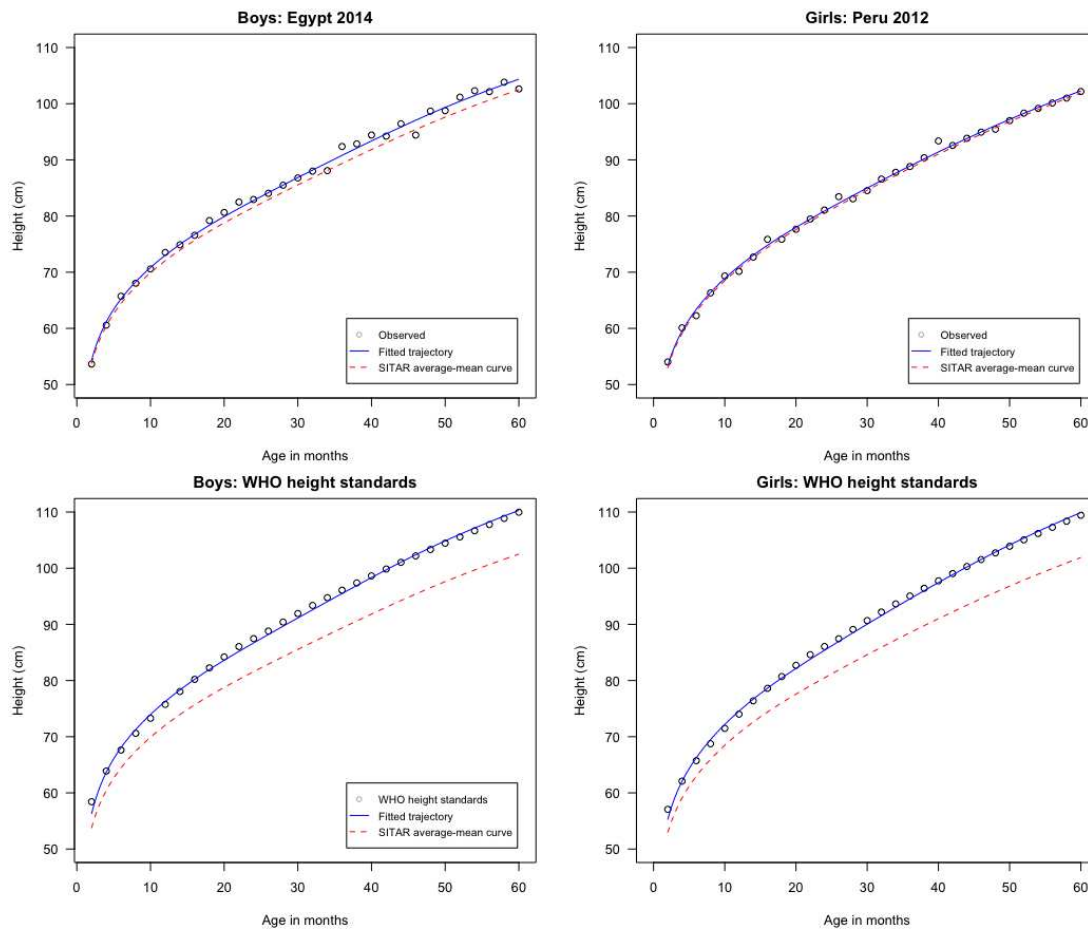 Boys: Egypt 2014
Height (cm)
110
100
90
80
70
60
50
Observed
Fitted trajectory
SITAR average-mean curve
0 10 20 30 40 50 60
Age in months
Girls: Peru 2012
Height (cm)
110
100
90
80
70
60
50
Observed
Fitted trajectory
SITAR average-mean curve
0 10 20 30 40 50 60
Age in months
Boys: WHO height standards
Height (cm)
110
100
90
80
70
60
50
WHO height standards
Fitted trajectory
SITAR average-mean curve
0 10 20 30 40 50 60
Age in months
Girls: WHO height standards
Height (cm)
110
100
90
80
70
60
50
0 10 20 30 40 50 60
Age in months